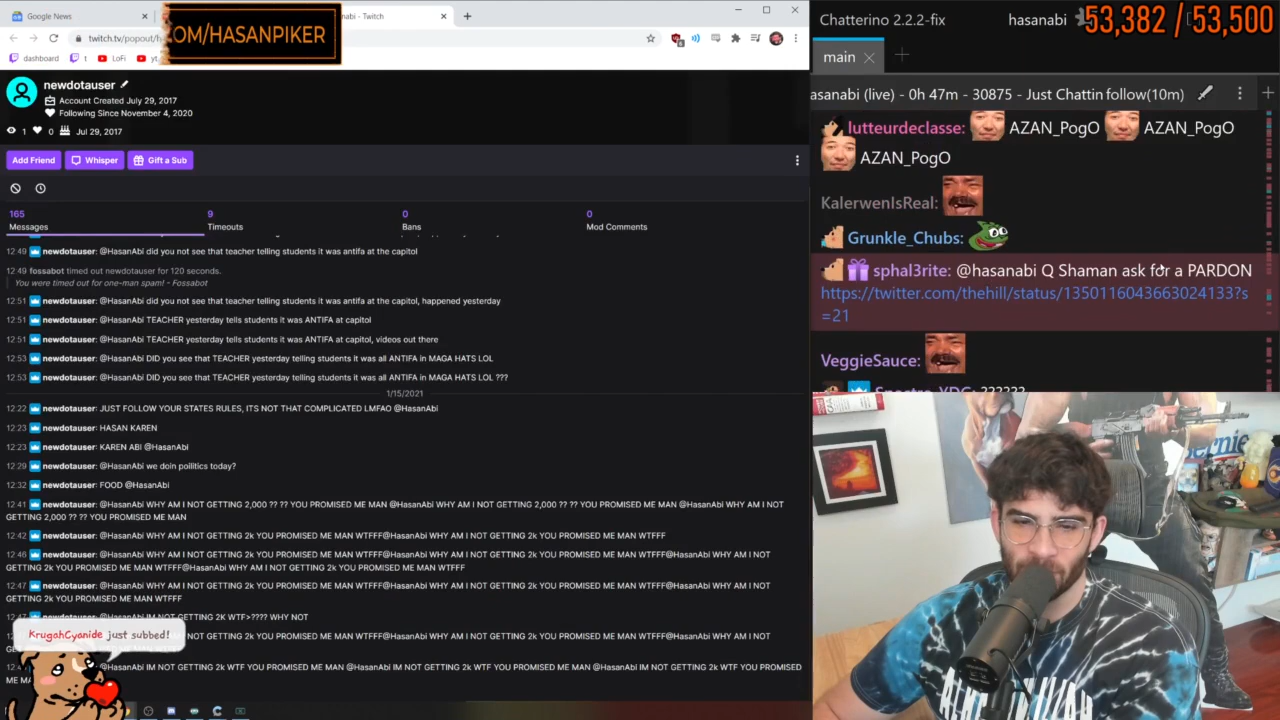 Google News
nabi - Twitch
OM/HASANPIKER
twitch.tv/popout/h
dashboard
t
LoFi
yt.
newdotauser
Account Created July 29, 2017
Following Since November 4, 2020
1 0 Jul 29, 2017
Add Friend
Whisper
Gift a Sub
165
Messages
9
Timeouts
0
Bans
0
Mod Comments
12:49 newdotauser: @HasanAbi did you not see that teacher telling students it was antifa at the capitol
12:49 fossabot timed out newdotauser for 120 seconds.
You were timed out for one-man spam! - Fossabot
12:51 newdotauser: @HasanAbi did you not see that teacher telling students it was antifa at the capitol, happened yesterday
12:51 newdotauser: @HasanAbi TEACHER yesterday tells students it was ANTIFA at capitol
12:51 newdotauser: @HasanAbi TEACHER yesterday tells students it was ANTIFA at capitol, videos out there
12:53 newdotauser: @HasanAbi DID you see that TEACHER yesterday telling students it was all ANTIFA in MAGA HATS LOL
12:53 newdotauser: @HasanAbi DID you see that TEACHER yesterday telling students it was all ANTIFA in MAGA HATS LOL ???
1/15/2021
12:22 newdotauser: JUST FOLLOW YOUR STATES RULES, ITS NOT THAT COMPLICATED LMFAO @HasanAbi
12:23 newdotauser: HASAN KAREN
12:23 newdotauser: KAREN ABI @HasanAbi
12:29 newdotauser: @HasanAbi we doin poilitics today?
12:32 newdotauser: FOOD @HasanAbi
12:41 newdotauser: @HasanAbi WHY AM I NOT GETTING 2,000 ?? ?? YOU PROMISED ME MAN @HasanAbi WHY AM I NOT GETTING 2,000 ?? ?? YOU PROMISED ME MAN @HasanAbi WHY AM I NOT
GETTING 2,000 ?? ?? YOU PROMISED ME MAN
12:42 newdotauser: @HasanAbi WHY AM I NOT GETTING 2k YOU PROMISED ME MAN WTFFF@HasanAbi WHY AM I NOT GETTING 2k YOU PROMISED ME MAN WTFFF
12:46 newdotauser: @HasanAbi WHY AM I NOT GETTING 2k YOU PROMISED ME MAN WTFFF@HasanAbi WHY AM I NOT GETTING 2k YOU PROMISED ME MAN WTFFF@HasanAbi WHY AM I NOT
GETTING 2k YOU PROMISED ME MAN WTFFF@HasanAbi WHY AM I NOT GETTING 2k YOU PROMISED ME MAN WTFFF
12:47 newdotauser: @HasanAbi WHY AM I NOT GETTING 2k YOU PROMISED ME MAN WTFFF@HasanAbi WHY AM I NOT GETTING 2k YOU PROMISED ME MAN WTFFF@HasanAbi WHY AM I NOT
GETTING 2k YOU PROMISED ME MAN WTFFF
12:47 newdotauser: @HasanAbi IM NOT GETTING 2K WTF>???? WHY NOT
KrugahCyanide just subbed!
I NOT GETTING 2k YOU PROMISED ME MAN WTFFF@HasanAbi WHY AM I NOT GETTING 2k YOU PROMISED ME MAN WTFFF@HasanAbi WHY AM I NOT
MAN WTFFF
@HasanAbi IM NOT GETTING 2k WTF YOU PROMISED ME MAN @HasanAbi IM NOT GETTING 2k WTF YOU PROMISED ME MAN @HasanAbi IM NOT GETTING 2k WTF YOU PROMISED
ME M
Chatterino 2.2.2-fix
hasanabi
53,382 / 53,500
main
asanabi (live) - 0h 47m - 30875 - Just Chattin follow(10m)
lutteurdeclasse: AZAN_PogO AZAN_PogO
AZAN_PogO
KalerwenIsReal:
Grunkle_Chubs:
sphal3rite: @hasanabi Q Shaman ask for a PARDON
https://twitter.com/thehill/status/1350116043663024133?s
=21
VeggieSauce:
Spectre_YDG: ??????
Bernie